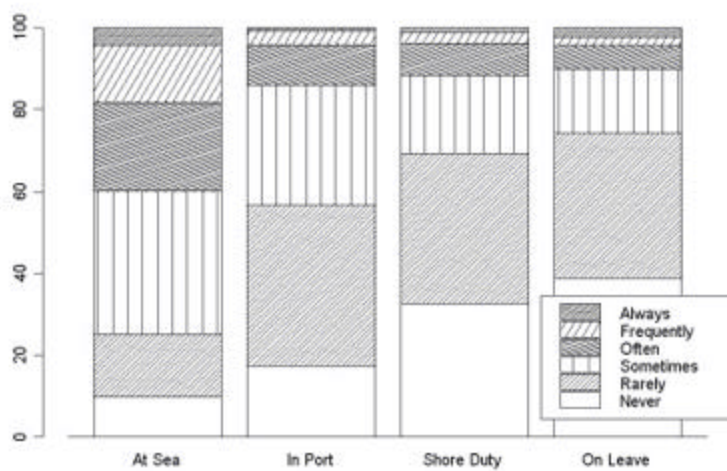 100
80
60
40
20
0
Always
Frequently
Often
Sometimes
Rarely
Never
At Sea In Port Shore Duty On Leave